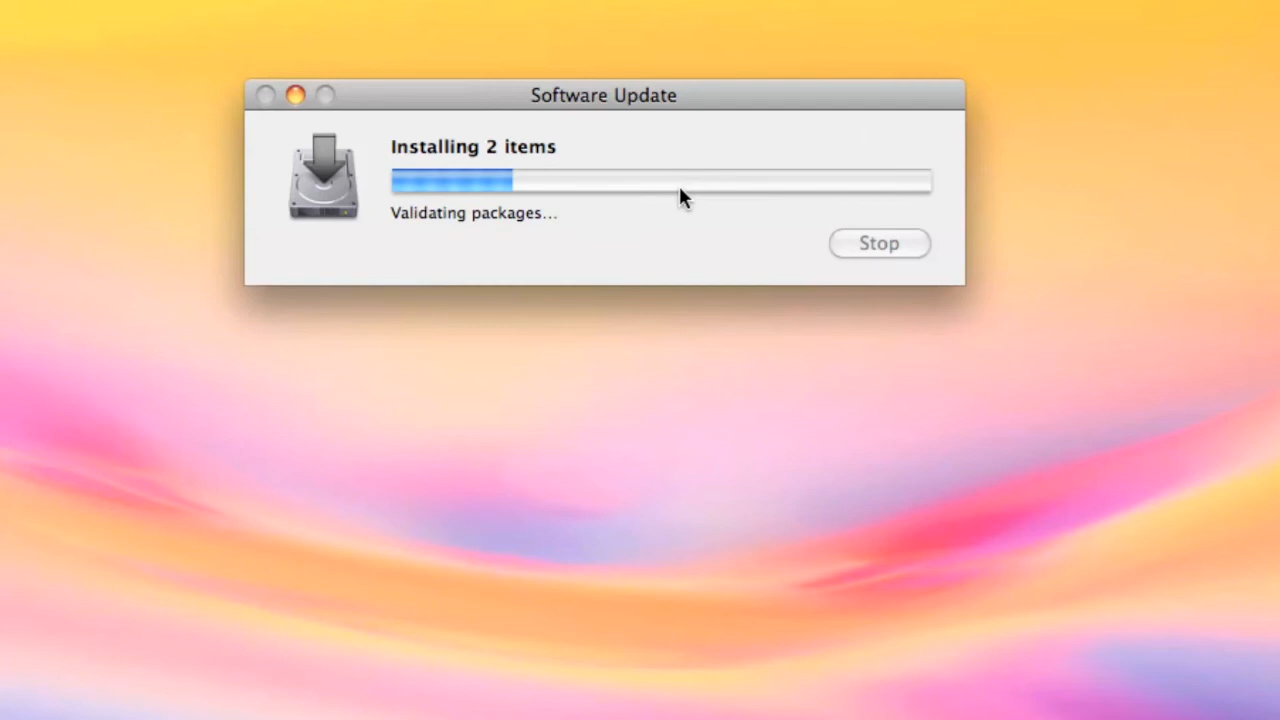 Software Update
Installing 2 items
Validating packages...
Stop